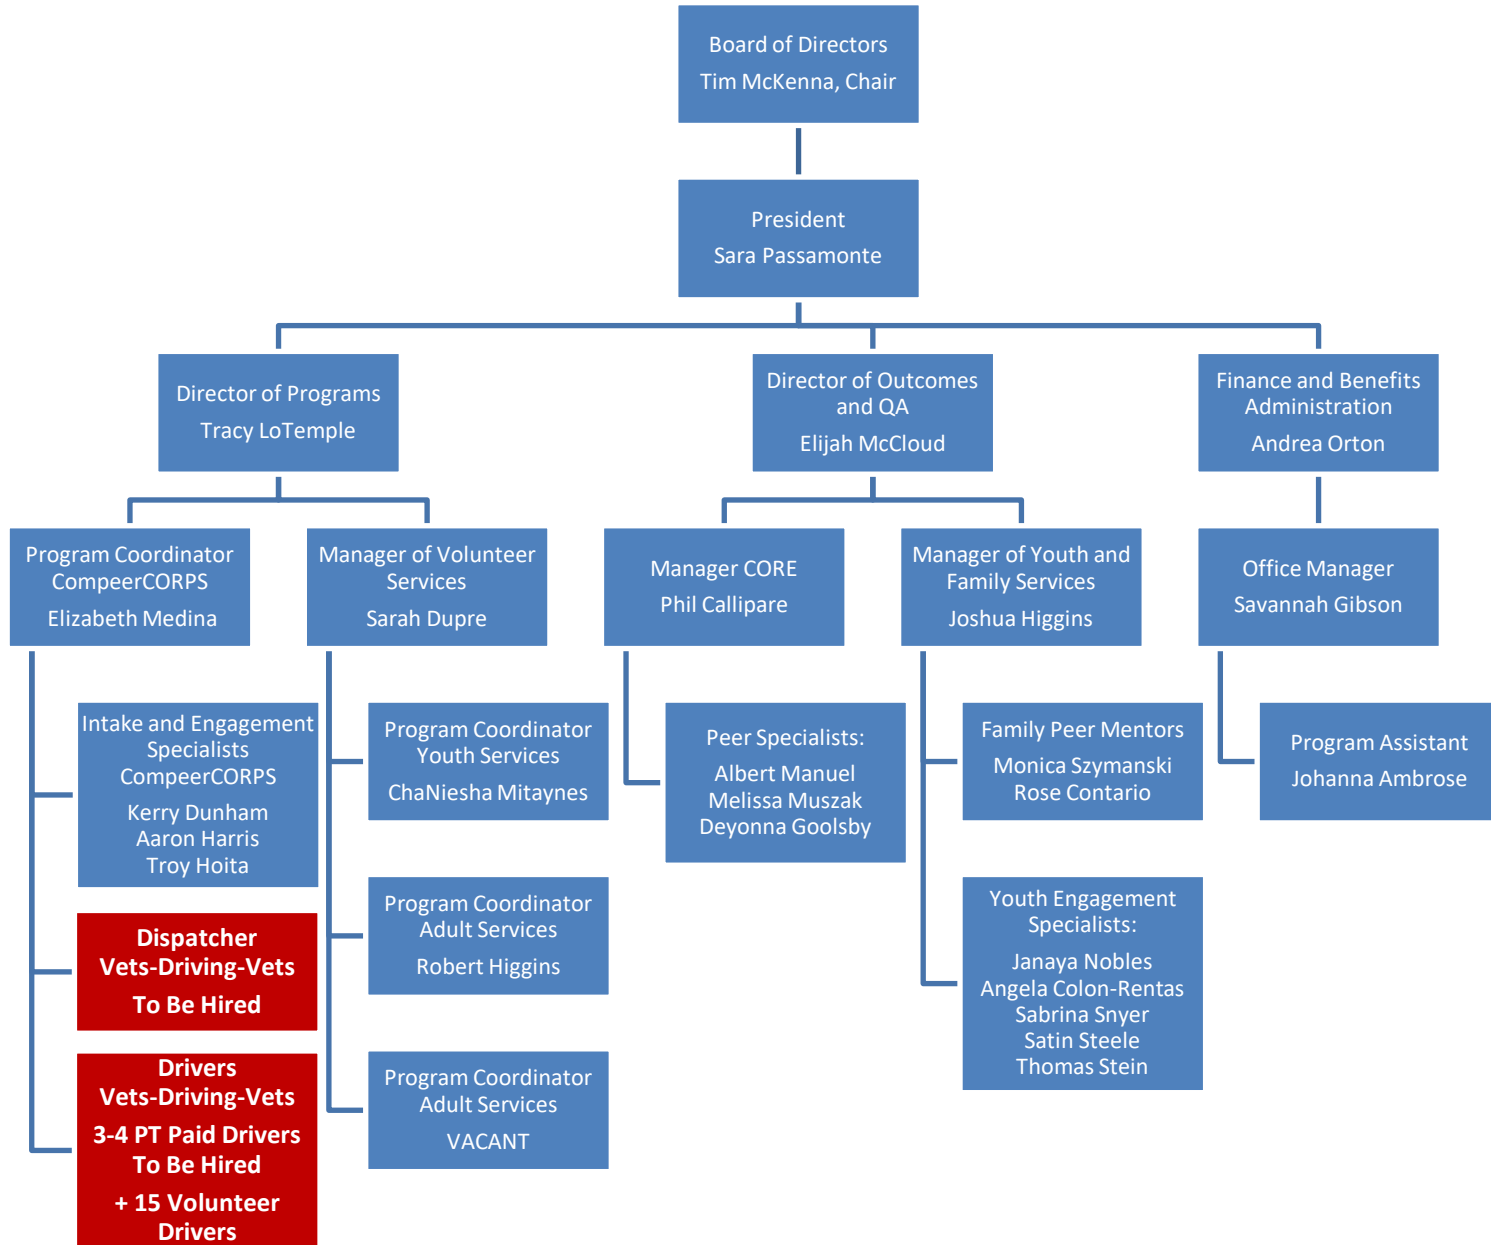 Board of Directors
Tim McKenna, Chair
President
Sara Passamonte
Director of Programs
Tracy LoTemple
Director of Outcomes
and QA
Elijah McCloud
Finance and Benefits
Administration
Andrea Orton
Program Coordinator
CompeerCORPS
Elizabeth Medina
Manager of Volunteer
Services
Sarah Dupre
Manager CORE
Phil Callipare
Manager of Youth and
Family Services
Joshua Higgins
Office Manager
Savannah Gibson
Intake and Engagement
Specialists
CompeerCORPS
Kerry Dunham
Aaron Harris
Troy Hoita
Program Coordinator
Youth Services
ChaNiesha Mitaynes
Peer Specialists:
Albert Manuel
Melissa Muszak
Deyonna Goolsby
Family Peer Mentors
Monica Szymanski
Rose Contario
Program Assistant
Johanna Ambrose
Dispatcher
Vets-Driving-Vets
To Be Hired
Program Coordinator
Adult Services
Robert Higgins
Youth Engagement
Specialists:
Janaya Nobles
Angela Colon-Rentas
Sabrina Snyer
Satin Steele
Thomas Stein
Drivers
Vets-Driving-Vets
3-4 PT Paid Drivers
To Be Hired
+ 15 Volunteer
Drivers
Program Coordinator
Adult Services
VACANT